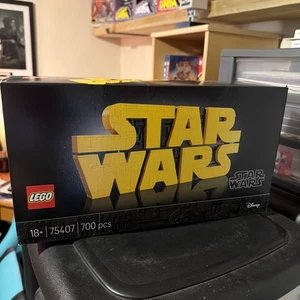 STAR
WARS
LEGO
STAR
WARS
18+ 75407 700 pcs
Disney